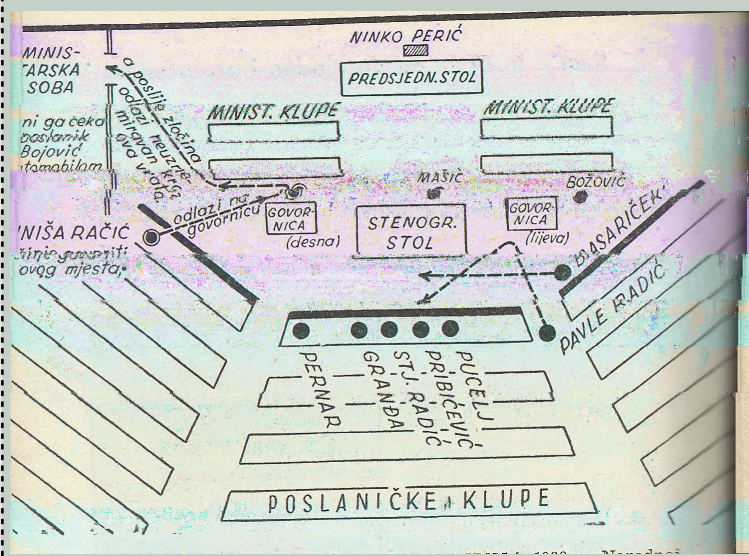 NINKO PERIĆ
PREDSJEDN. STOL
MINIS-
TARSKA
SOBA
a poslije zločina
odlazi neuzne-
miravan kroz
ova vrata
MINIST. KLUPE
MINIST. KLUPE
ni ga čeka
poslanik
Bojović
tomobilom
MAŠIĆ
BOŽOVIĆ
NIŠA RAČIĆ
ovog mjesta,
odlazi na
govornicu
GOVOR-
NICA
(desna)
STENOGR.
STOL
GOVOR-
NICA
(lijeva)
BASARIČEK
PAVLE RADIĆ
PERNAR
GRANĐA
STJ. RADIĆ
PRIBIĆEVIĆ
PUCELJ
POSLANIČKE KLUPE